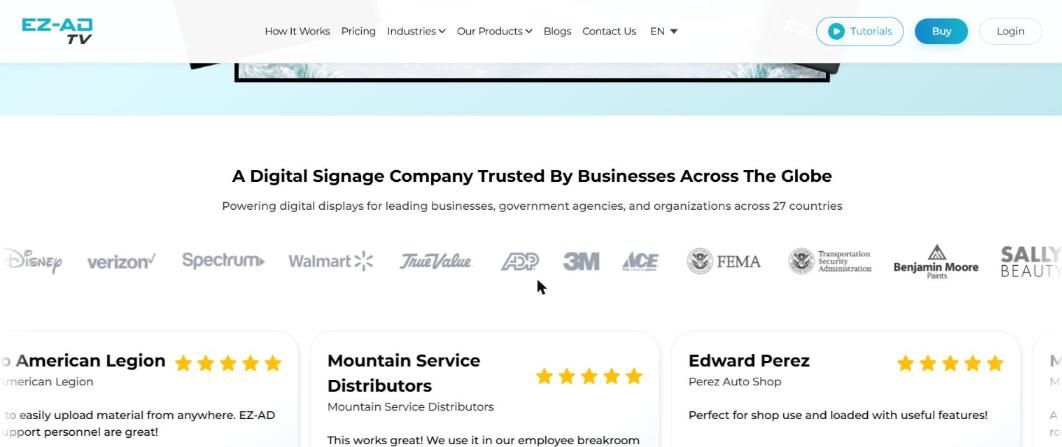 EZ-AD
TV
How It Works Pricing Industries Our Products Blogs Contact Us EN
Tutorials
Buy
Login
A Digital Signage Company Trusted By Businesses Across The Globe
Powering digital displays for leading businesses, government agencies, and organizations across 27 countries
Disney verizon Spectrum Walmart True Value ADP 3M ACE FEMA Transportation
Security
Administration
Benjamin Moore
Paints
SALLY
BEAUTY
o American Legion
American Legion
to easily upload material from anywhere. EZ-AD
upport personnel are great!
Mountain Service
Distributors
Mountain Service Distributors
This works great! We use it in our employee breakroom
Edward Perez
Perez Auto Shop
Perfect for shop use and loaded with useful features!
M
M
A